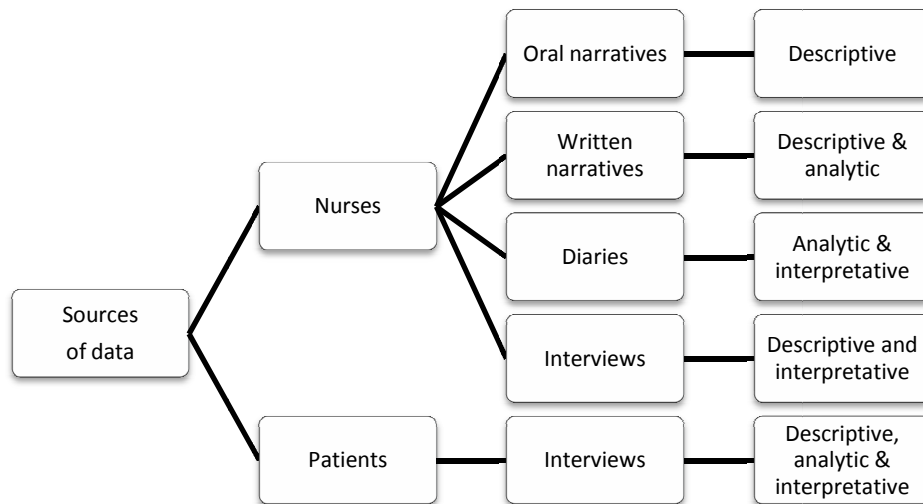 Oral narratives
Descriptive
Written
narratives
Descriptive &
analytic
Nurses
Diaries
Analytic &
interpretative
Sources
of data
Interviews
Descriptive and
interpretative
Patients
Interviews
Descriptive,
analytic &
interpretative